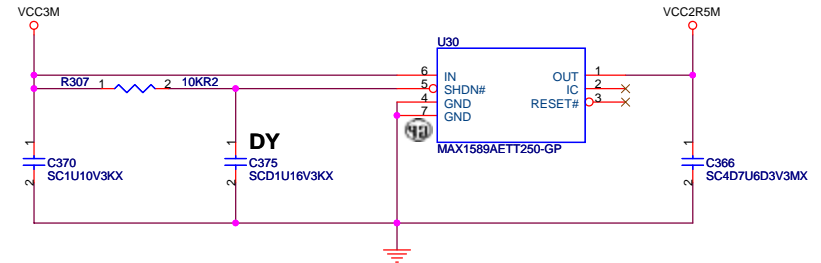 VCC3M
VCC2R5M
U30
6 IN OUT 1
R307 1 2 10KR2
5 SHDN# IC 2
4 GND RESET# 3
7 GND
MAX1589AETT250-GP
DY
1 C370 2
SC1U10V3KX
1 C375 2
SCD1U16V3KX
1 C366 2
SC4D7U6D3V3MX